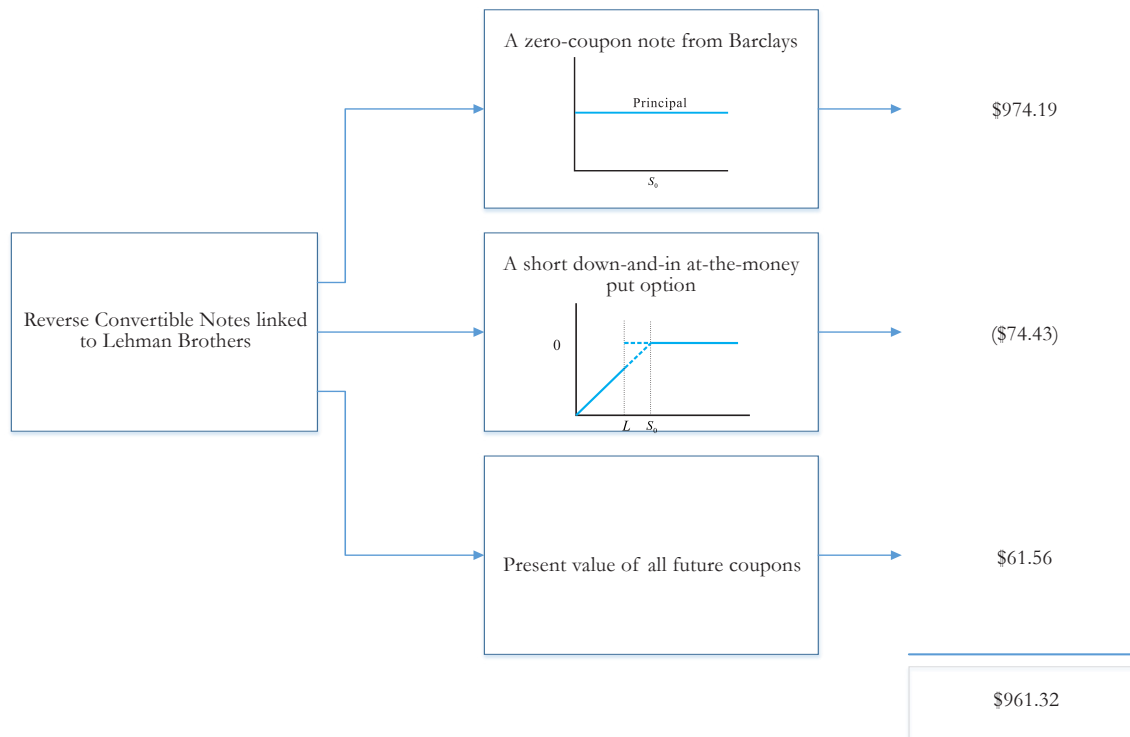 A zero-coupon note from Barclays
Principal
S₀
$974.19
Reverse Convertible Notes linked
to Lehman Brothers
A short down-and-in at-the-money
put option
0
L S₀
($74.43)
Present value of all future coupons
$61.56
$961.32